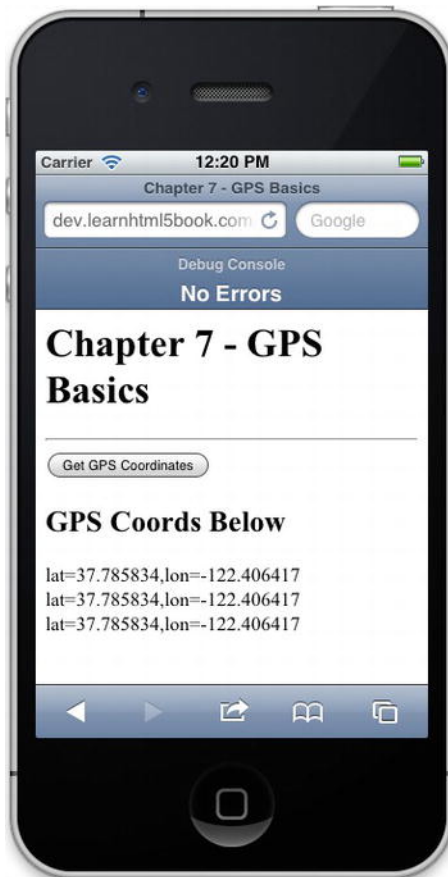 Carrier 12:20 PM
Chapter 7 - GPS Basics
dev.learnhtml5book.com Google
Debug Console
No Errors
Chapter 7 - GPS
Basics
Get GPS Coordinates
GPS Coords Below
lat=37.785834,lon=-122.406417
lat=37.785834,lon=-122.406417
lat=37.785834,lon=-122.406417